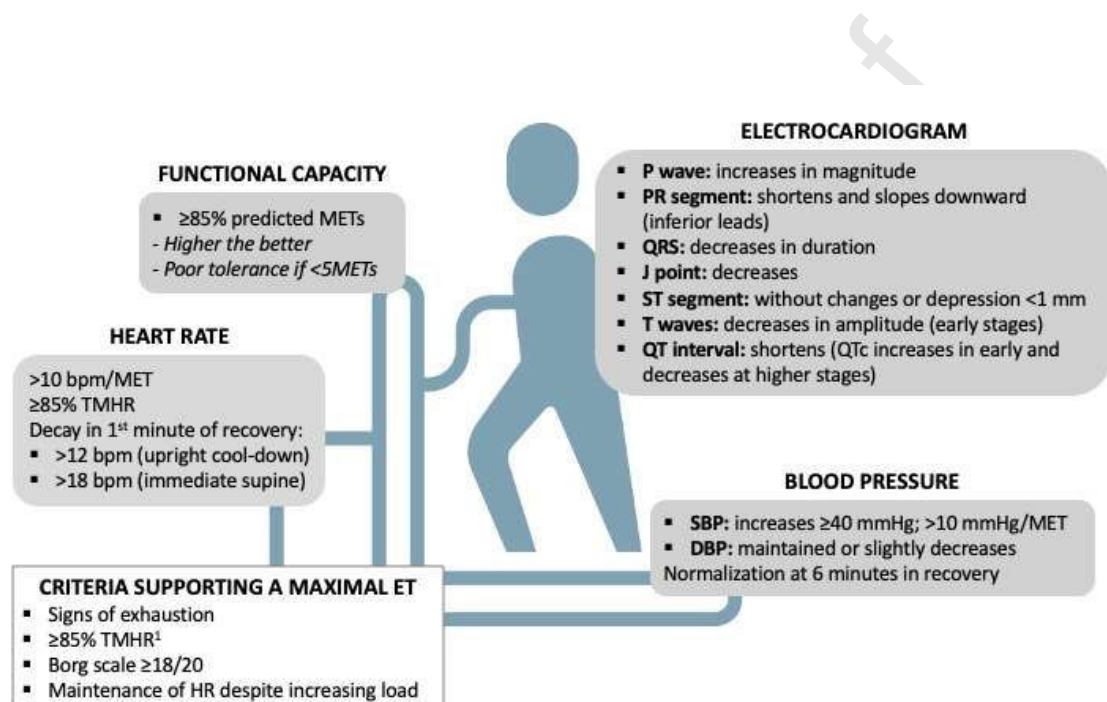 f
ELECTROCARDIOGRAM
▪ P wave: increases in magnitude
▪ PR segment: shortens and slopes downward
(inferior leads)
▪ QRS: decreases in duration
▪ J point: decreases
▪ ST segment: without changes or depression <1 mm
▪ T waves: decreases in amplitude (early stages)
▪ QT interval: shortens (QTc increases in early and
decreases at higher stages)
FUNCTIONAL CAPACITY
▪ ≥85% predicted METs
- Higher the better
- Poor tolerance if <5METs
HEART RATE
>10 bpm/MET
≥85% TMHR
Decay in 1st minute of recovery:
▪ >12 bpm (upright cool-down)
▪ >18 bpm (immediate supine)
BLOOD PRESSURE
▪ SBP: increases ≥40 mmHg; >10 mmHg/MET
▪ DBP: maintained or slightly decreases
Normalization at 6 minutes in recovery
CRITERIA SUPPORTING A MAXIMAL ET
▪ Signs of exhaustion
▪ ≥85% TMHR¹
▪ Borg scale ≥18/20
▪ Maintenance of HR despite increasing load